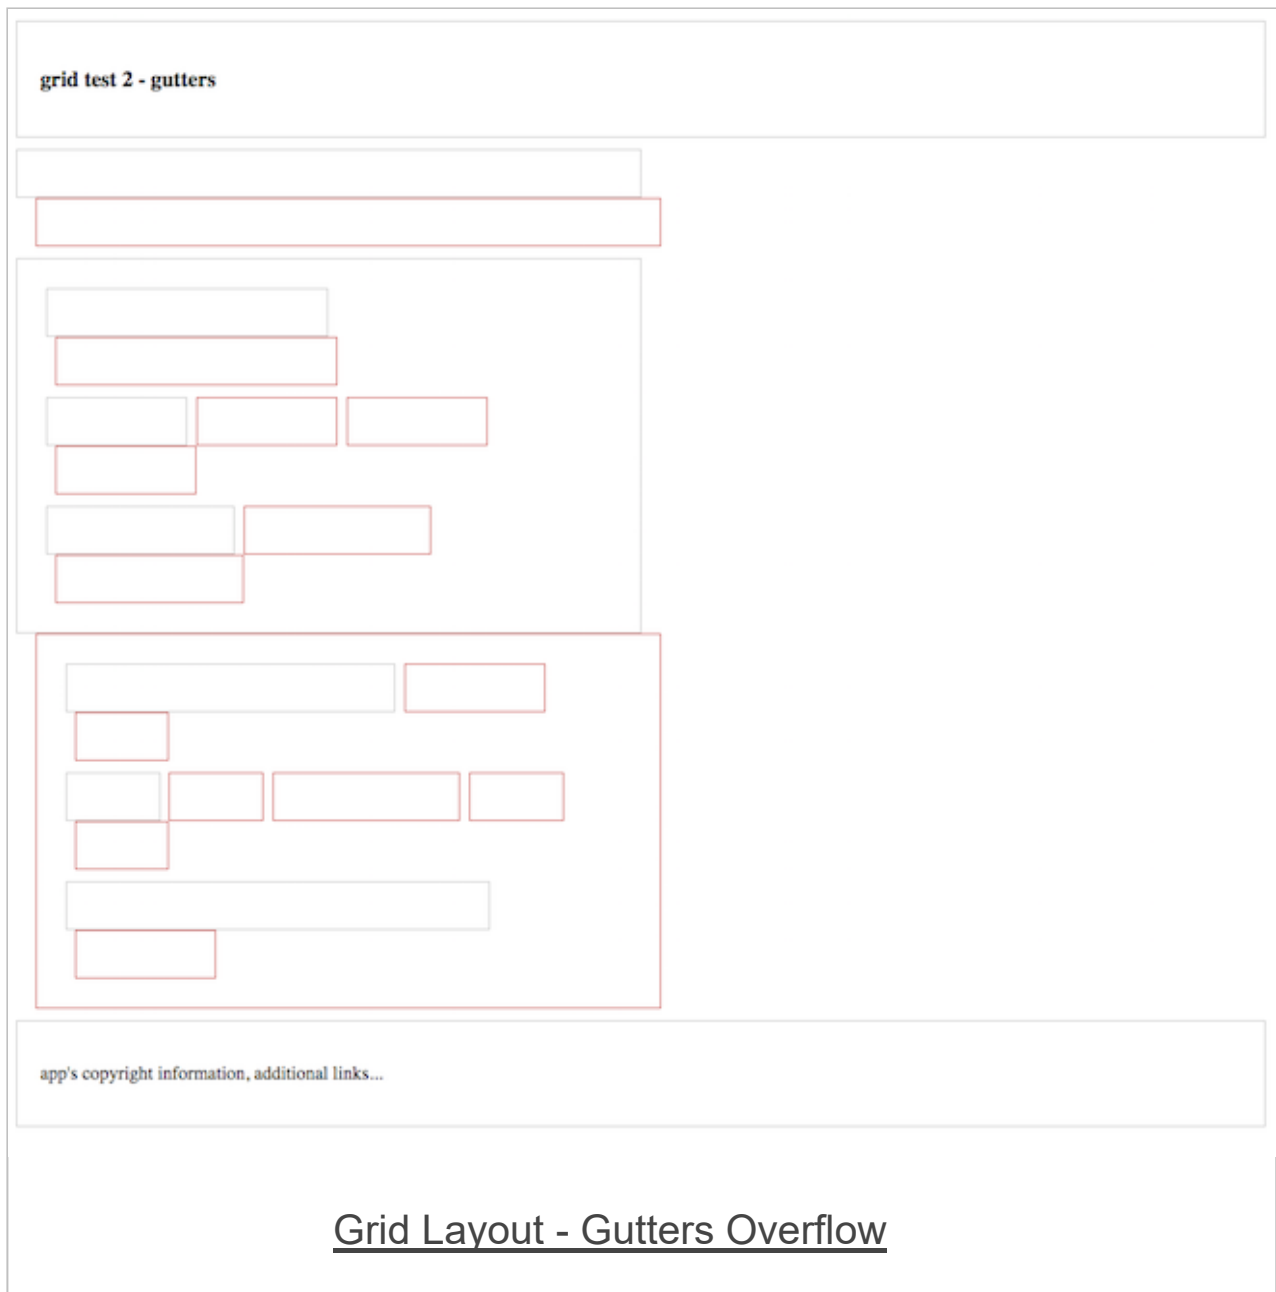 grid test 2 - gutters
app's copyright information, additional links...
Grid Layout - Gutters Overflow